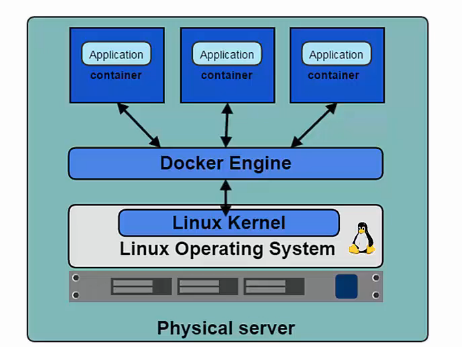 Application
container
Application
container
Application
container
Docker Engine
Linux Kernel
Linux Operating System
Physical server